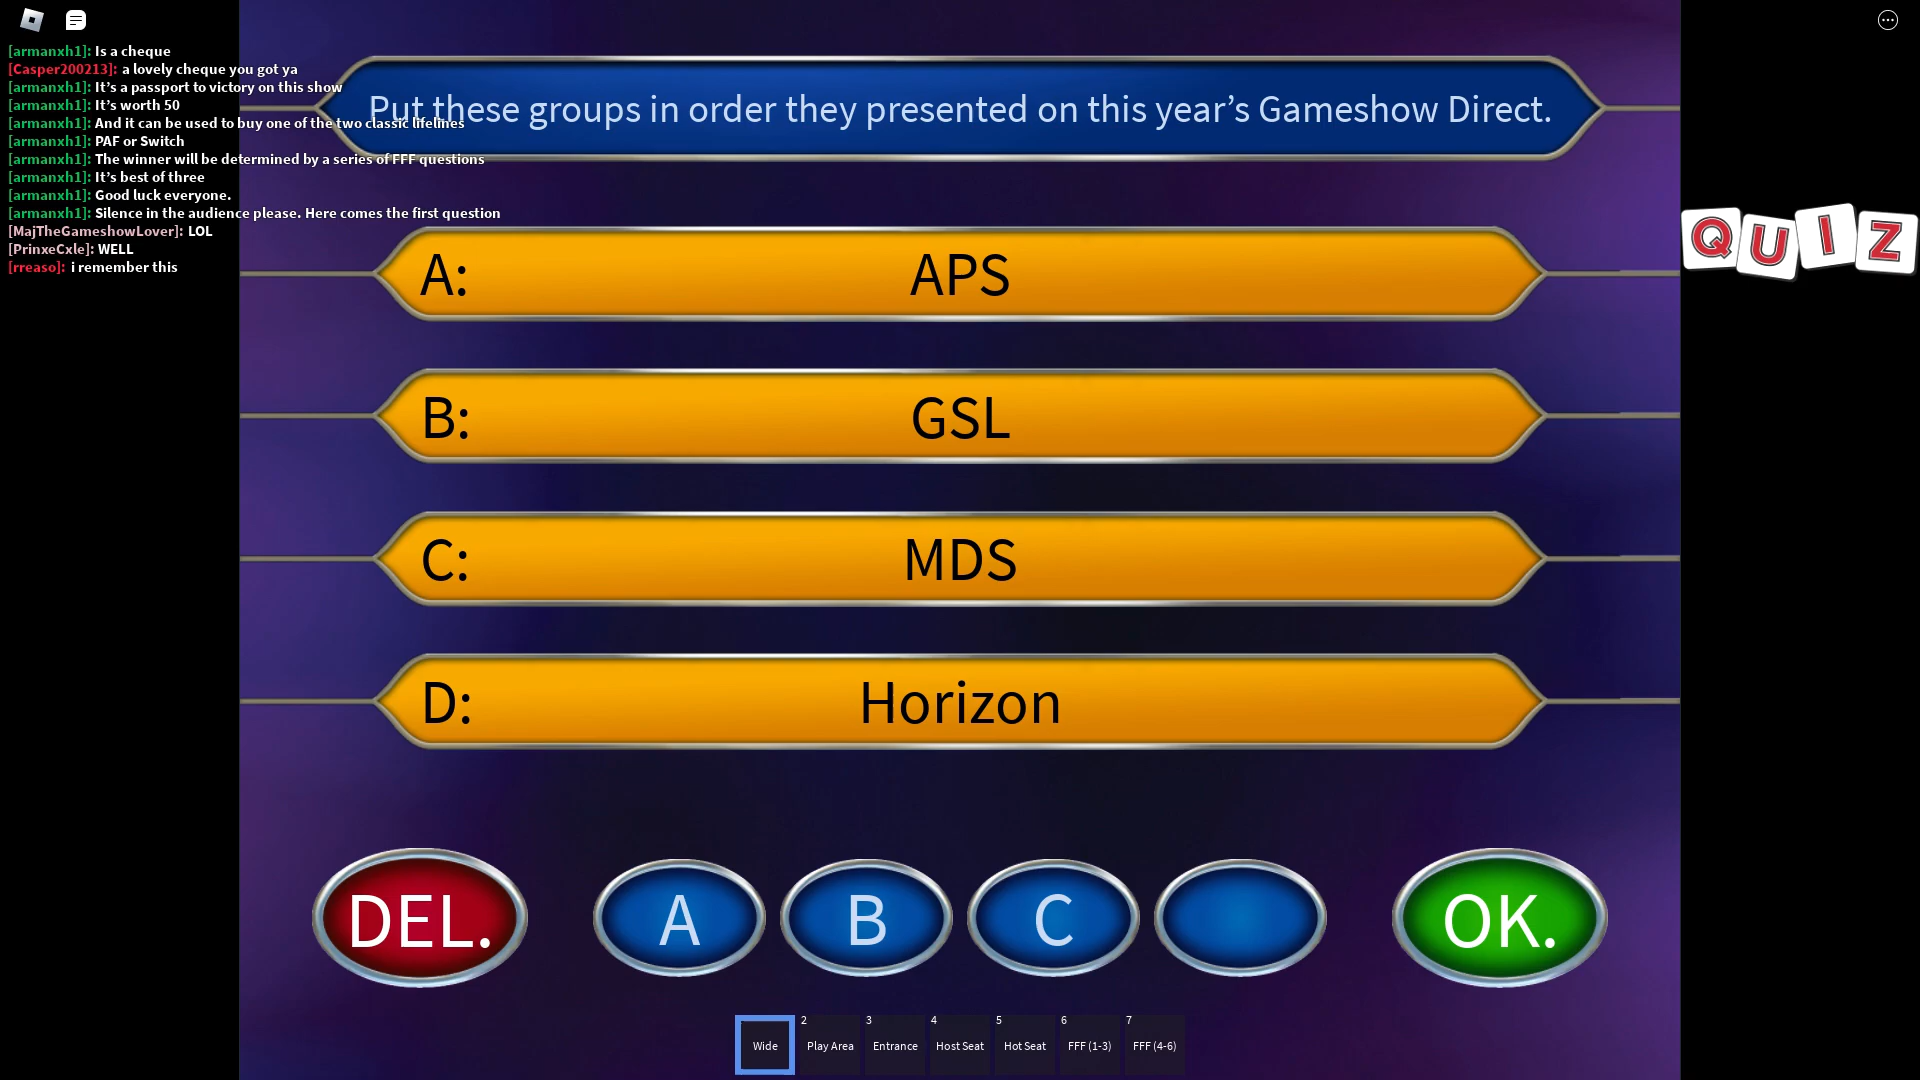 [armanxh1]: Is a cheque
[Casper200213]: a lovely cheque you got ya
[armanxh1]: It’s a passport to victory on this show
[armanxh1]: It’s worth 50
[armanxh1]: And it can be used to buy one of the two classic lifelines
[armanxh1]: PAF or Switch
[armanxh1]: The winner will be determined by a series of FFF questions
[armanxh1]: It’s best of three
[armanxh1]: Good luck everyone.
[armanxh1]: Silence in the audience please. Here comes the first question
[MajTheGameshowLover]: LOL
[PrinxeCxle]: WELL
[rreaso]: i remember this
Put these groups in order they presented on this year’s Gameshow Direct.
QUIZ
A: APS
B: GSL
C: MDS
D: Horizon
DEL. A B C OK.
Wide
2 Play Area
3 Entrance
4 Host Seat
5 Hot Seat
6 FFF (1-3)
7 FFF (4-6)